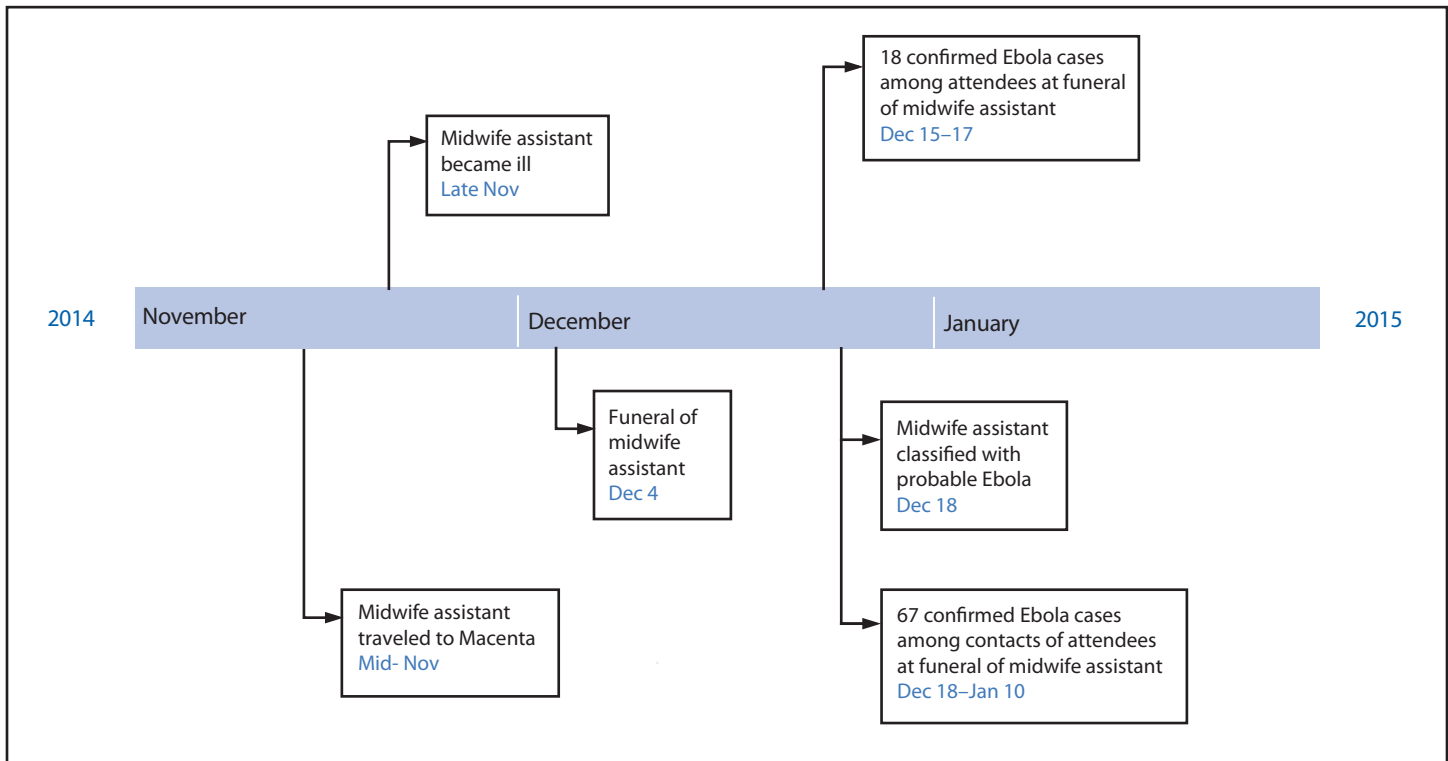 18 confirmed Ebola cases
among attendees at funeral
of midwife assistant
Dec 15–17
Midwife assistant
became ill
Late Nov
2014
November
December
January
2015
Funeral of
midwife
assistant
Dec 4
Midwife assistant
classified with
probable Ebola
Dec 18
Midwife assistant
traveled to Macenta
Mid- Nov
67 confirmed Ebola cases
among contacts of attendees
at funeral of midwife assistant
Dec 18–Jan 10